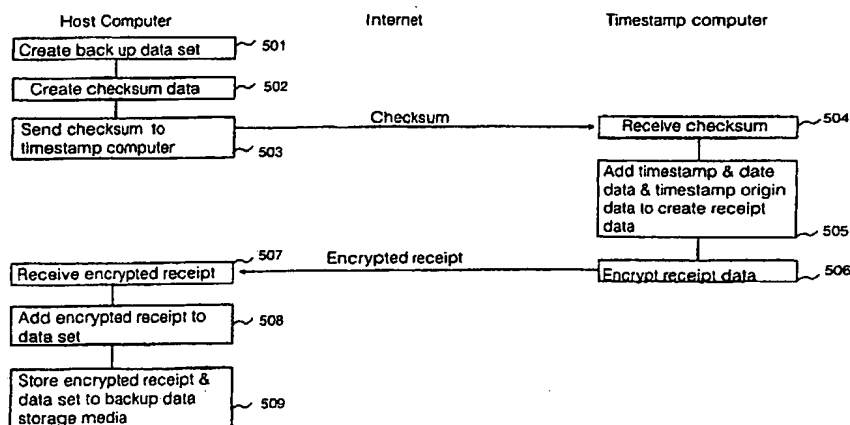 Host Computer
Internet
Timestamp computer
Create back up data set
501
Create checksum data
502
Send checksum to
timestamp computer
503
Checksum
Receive checksum
504
Add timestamp & date
data & timestamp origin
data to create receipt
data
505
Encrypt receipt data
506
Encrypted receipt
507
Receive encrypted receipt
Add encrypted receipt to
data set
508
Store encrypted receipt &
data set to backup data
storage media
509